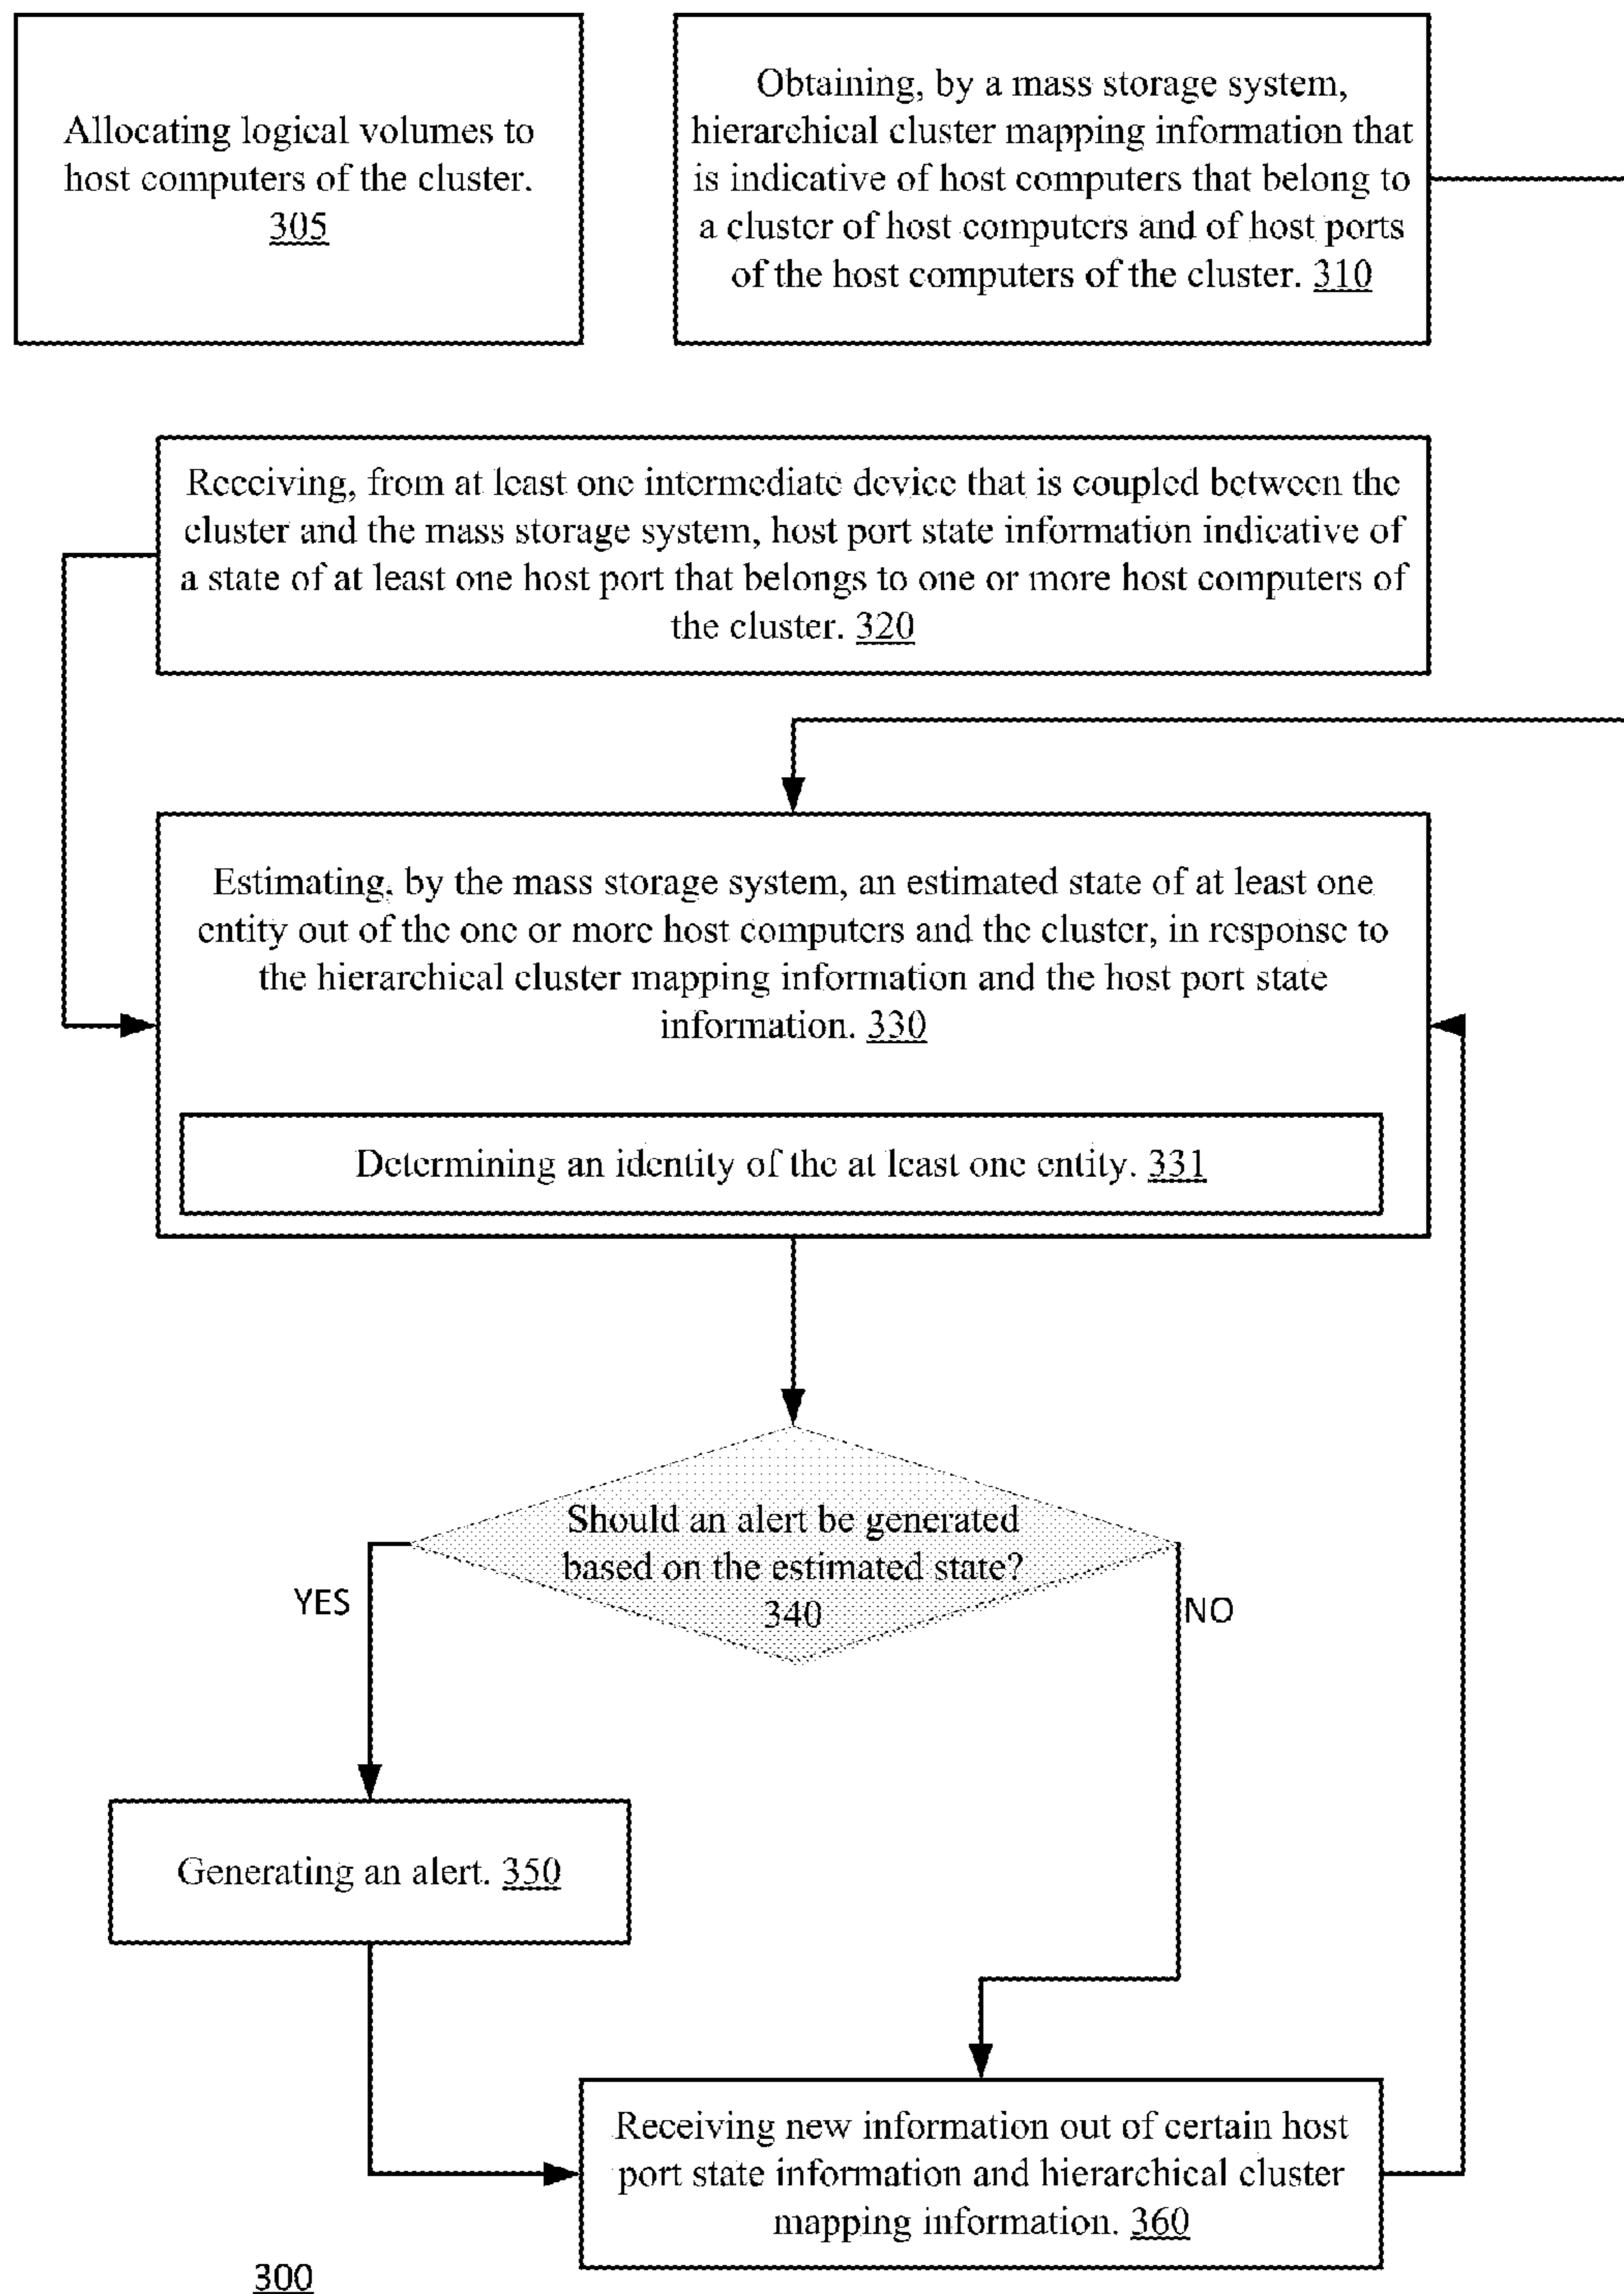 Allocating logical volumes to
host computers of the cluster.
305
Obtaining, by a mass storage system,
hierarchical cluster mapping information that
is indicative of host computers that belong to
a cluster of host computers and of host ports
of the host computers of the cluster. 310
Receiving, from at least one intermediate device that is coupled between the
cluster and the mass storage system, host port state information indicative of
a state of at least one host port that belongs to one or more host computers of
the cluster. 320
Estimating, by the mass storage system, an estimated state of at least one
entity out of the one or more host computers and the cluster, in response to
the hierarchical cluster mapping information and the host port state
information. 330
Determining an identity of the at least one entity. 331
Should an alert be generated
based on the estimated state?
340
YES
NO
Generating an alert. 350
Receiving new information out of certain host
port state information and hierarchical cluster
mapping information. 360
300